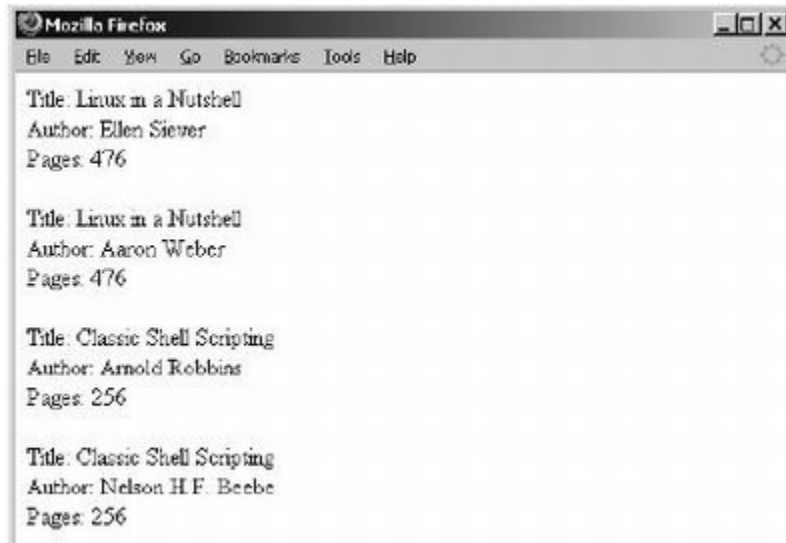 Mozilla Firefox
File Edit View Go Bookmarks Tools Help
Title: Linux in a Nutshell
Author: Ellen Siever
Pages: 476
Title: Linux in a Nutshell
Author: Aaron Weber
Pages: 476
Title: Classic Shell Scripting
Author: Arnold Robbins
Pages: 256
Title: Classic Shell Scripting
Author: Nelson H.F. Beebe
Pages: 256